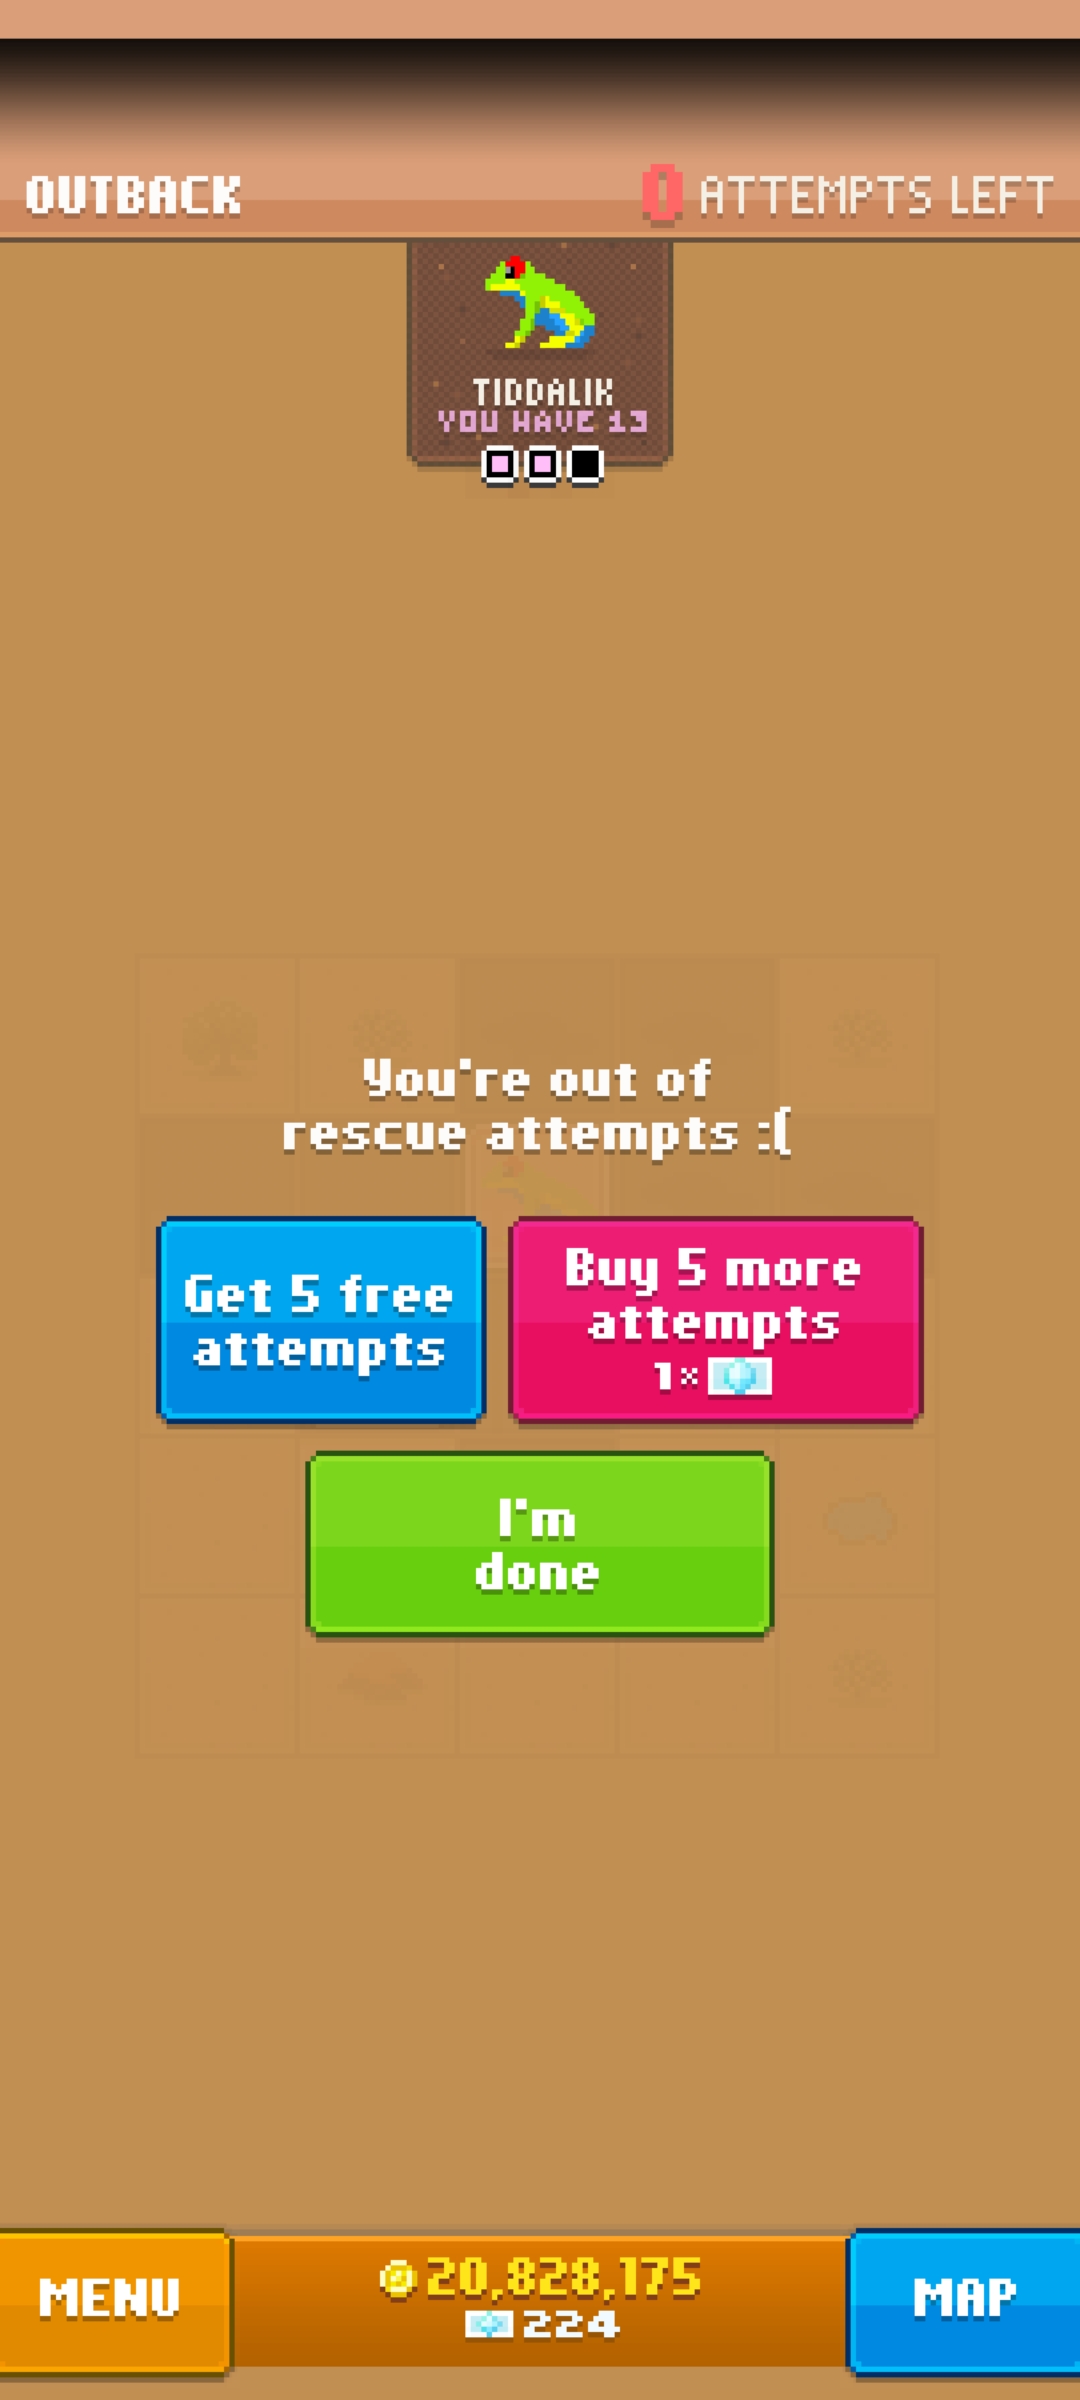 OUTBACK
0 ATTEMPTS LEFT
TIDDALIK
YOU HAVE 13
You're out of
rescue attempts :(
Get 5 free
attempts
Buy 5 more
attempts
1×
I'm
done
MENU
20,828,175
224
MAP